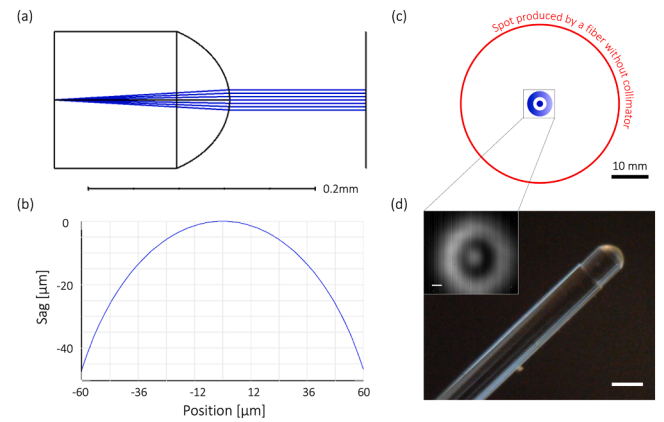 (a)
0.2mm
(b)
0
-20
-40
Sag [µm]
-60
-36
-12
12
36
60
Position [µm]
(c)
Spot produced by a fiber without collimator
10 mm
(d)